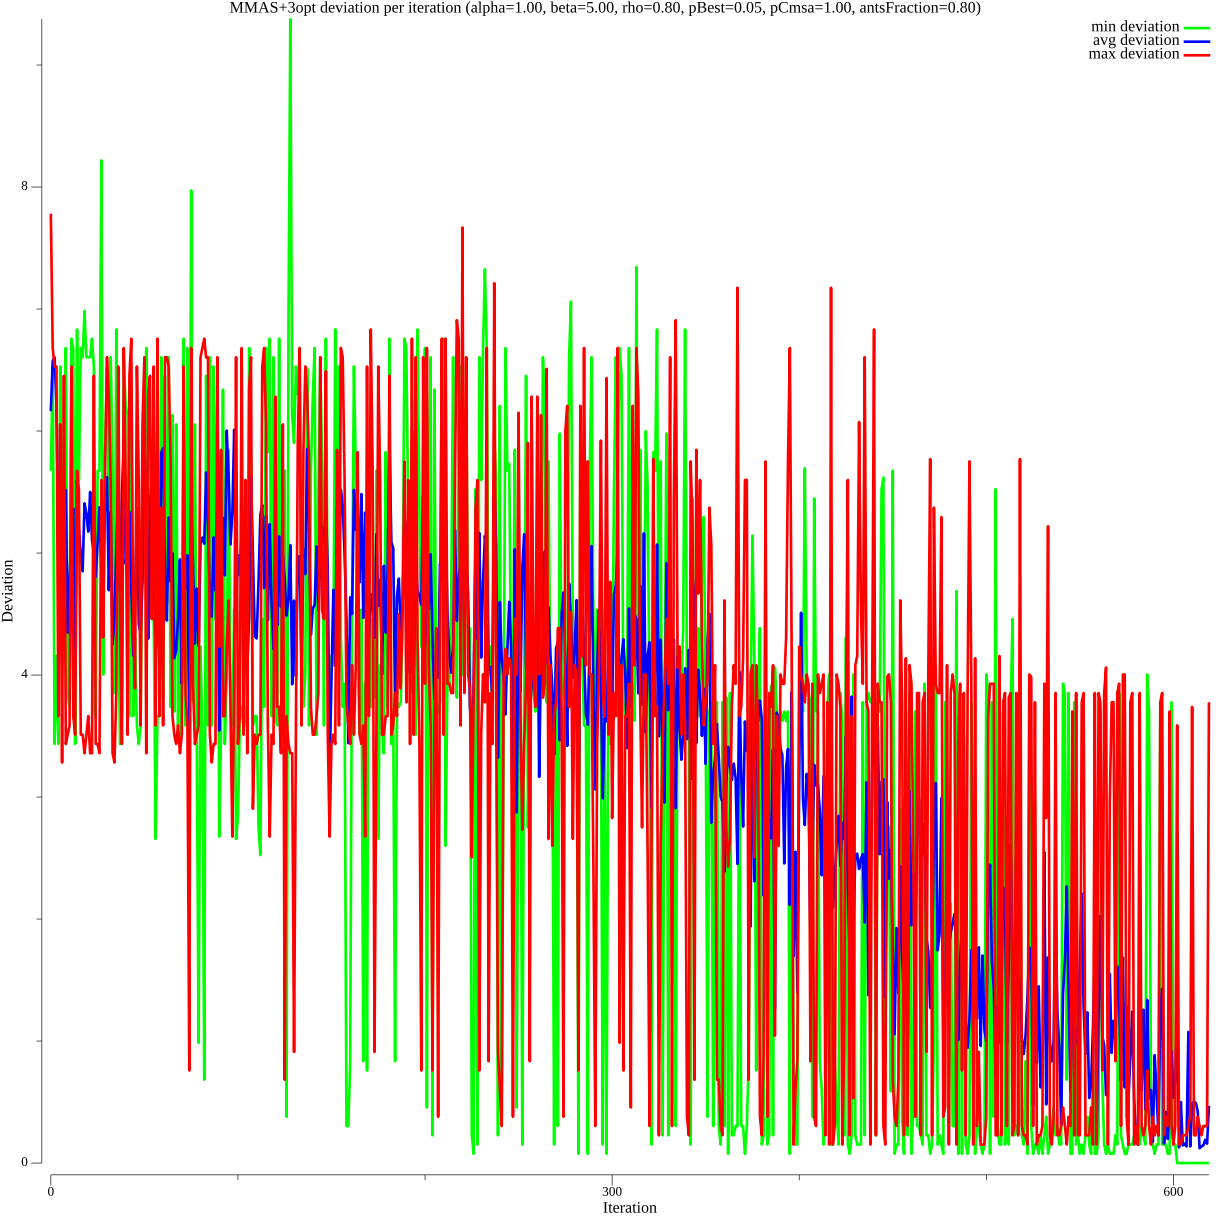 MMAS+3opt deviation per iteration (alpha=1.00, beta=5.00, rho=0.80, pBest=0.05, pCmsa=1.00, antsFraction=0.80)
min deviation
avg deviation
max deviation
8
Deviation
4
0
0
300
600
Iteration